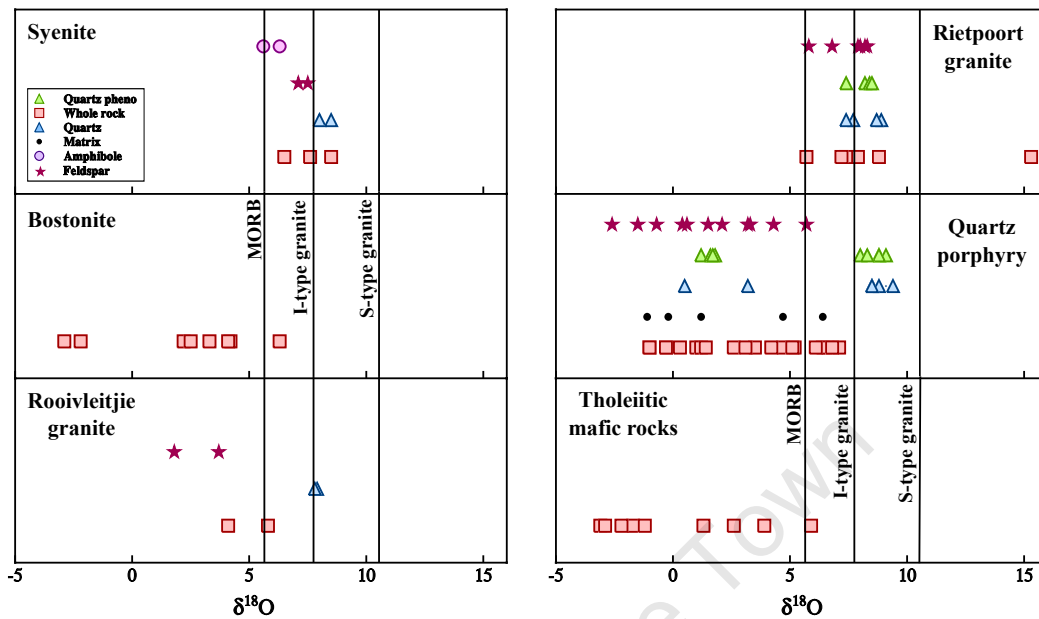 Syenite
Quartz pheno
Whole rock
Quartz
Matrix
Amphibole
Feldspar
Bostonite
MORB
I-type granite
S-type granite
Rooivleitjie
granite
-5 0 5 10 15
δ18O
Rietpoort
granite
Quartz
porphyry
Tholeiitic
mafic rocks
MORB
I-type granite
S-type granite
-5 0 5 10 15
δ18O
Town